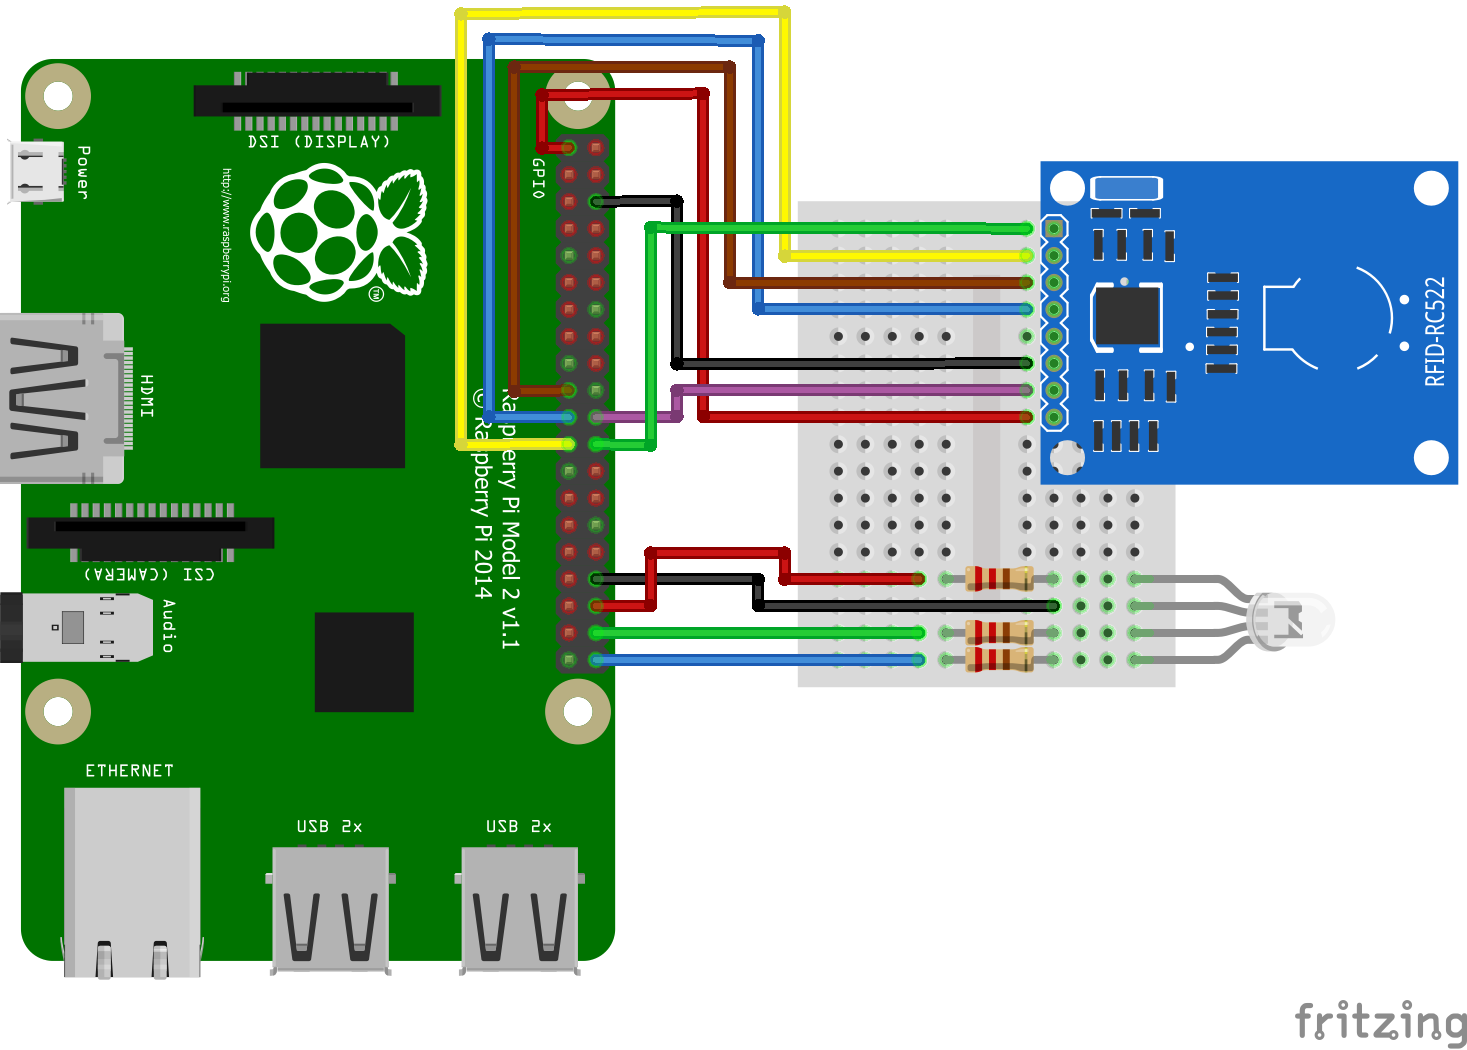 DSI (DISPLAY)
Power
http://www.raspberrypi.org
TM
GPIO
HDMI
Raspberry Pi Model 2 v1.1
© Raspberry Pi 2014
CSI (CAMERA)
Audio
ETHERNET
USB 2x
USB 2x
RFID-RC522
fritzing